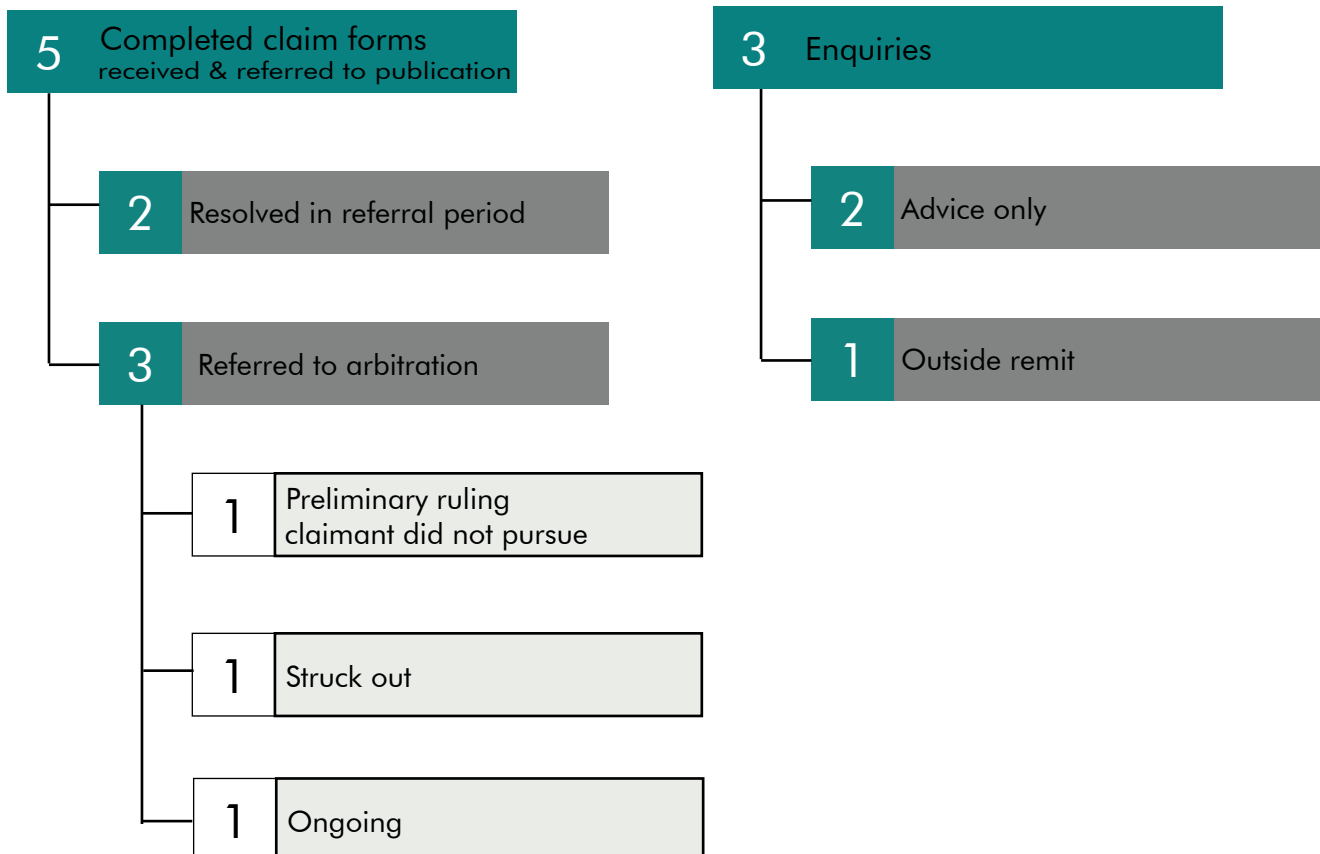 5 Completed claim forms
received & referred to publication
2 Resolved in referral period
3 Referred to arbitration
1 Preliminary ruling
claimant did not pursue
1 Struck out
1 Ongoing
3 Enquiries
2 Advice only
1 Outside remit